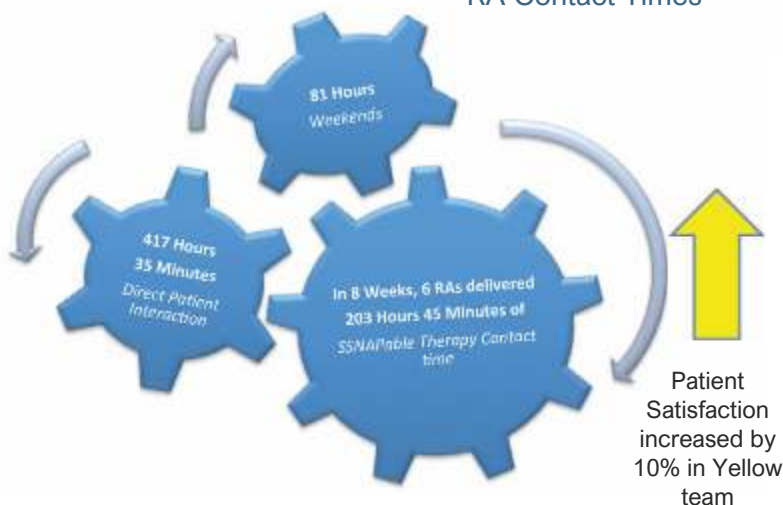 RA Contact Times
81 Hours
Weekends
417 Hours
35 Minutes
Direct Patient
Interaction
In 8 Weeks, 6 RAs delivered
203 Hours 45 Minutes of
SSNAPable Therapy Contact
time
Patient
Satisfaction
increased by
10% in Yellow
team